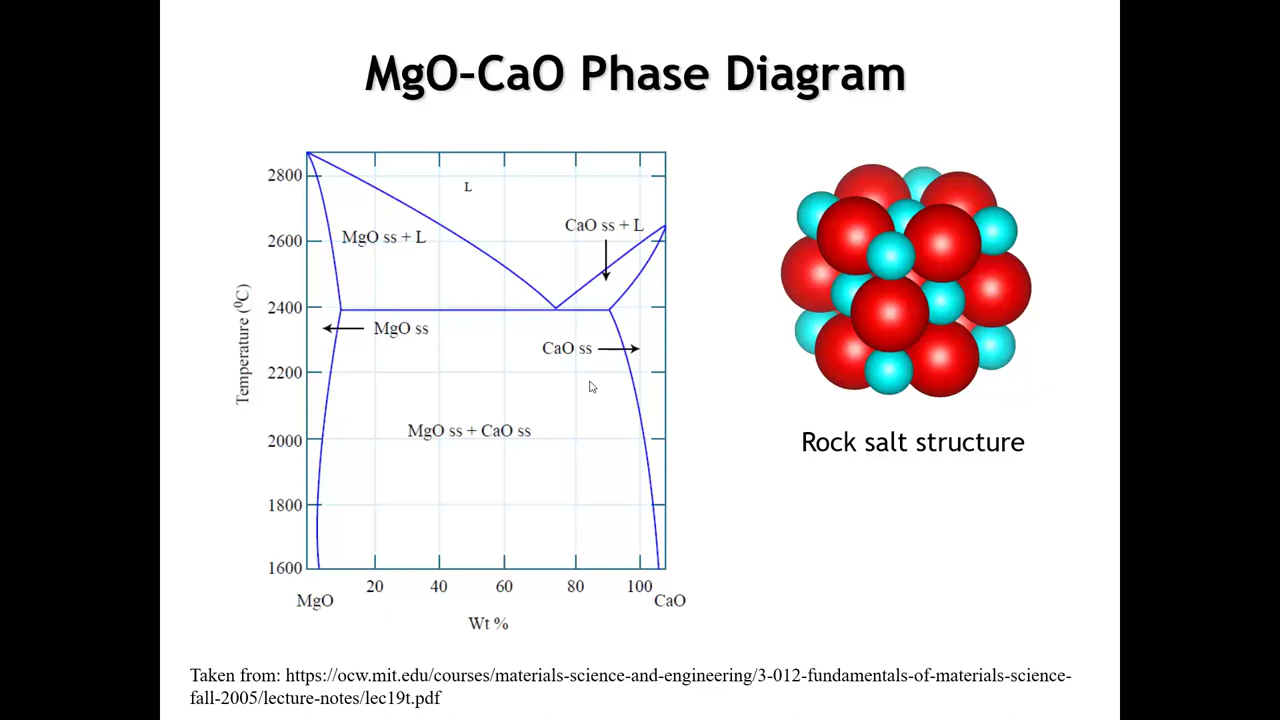 MgO-CaO Phase Diagram
2800
2600
2400
2200
2000
1800
1600
Temperature (⁰C)
L
MgO ss + L
CaO ss + L
MgO ss
CaO ss
MgO ss + CaO ss
20 40 60 80 100
MgO CaO
Wt %
Rock salt structure
Taken from: https://ocw.mit.edu/courses/materials-science-and-engineering/3-012-fundamentals-of-materials-science-
fall-2005/lecture-notes/lec19t.pdf